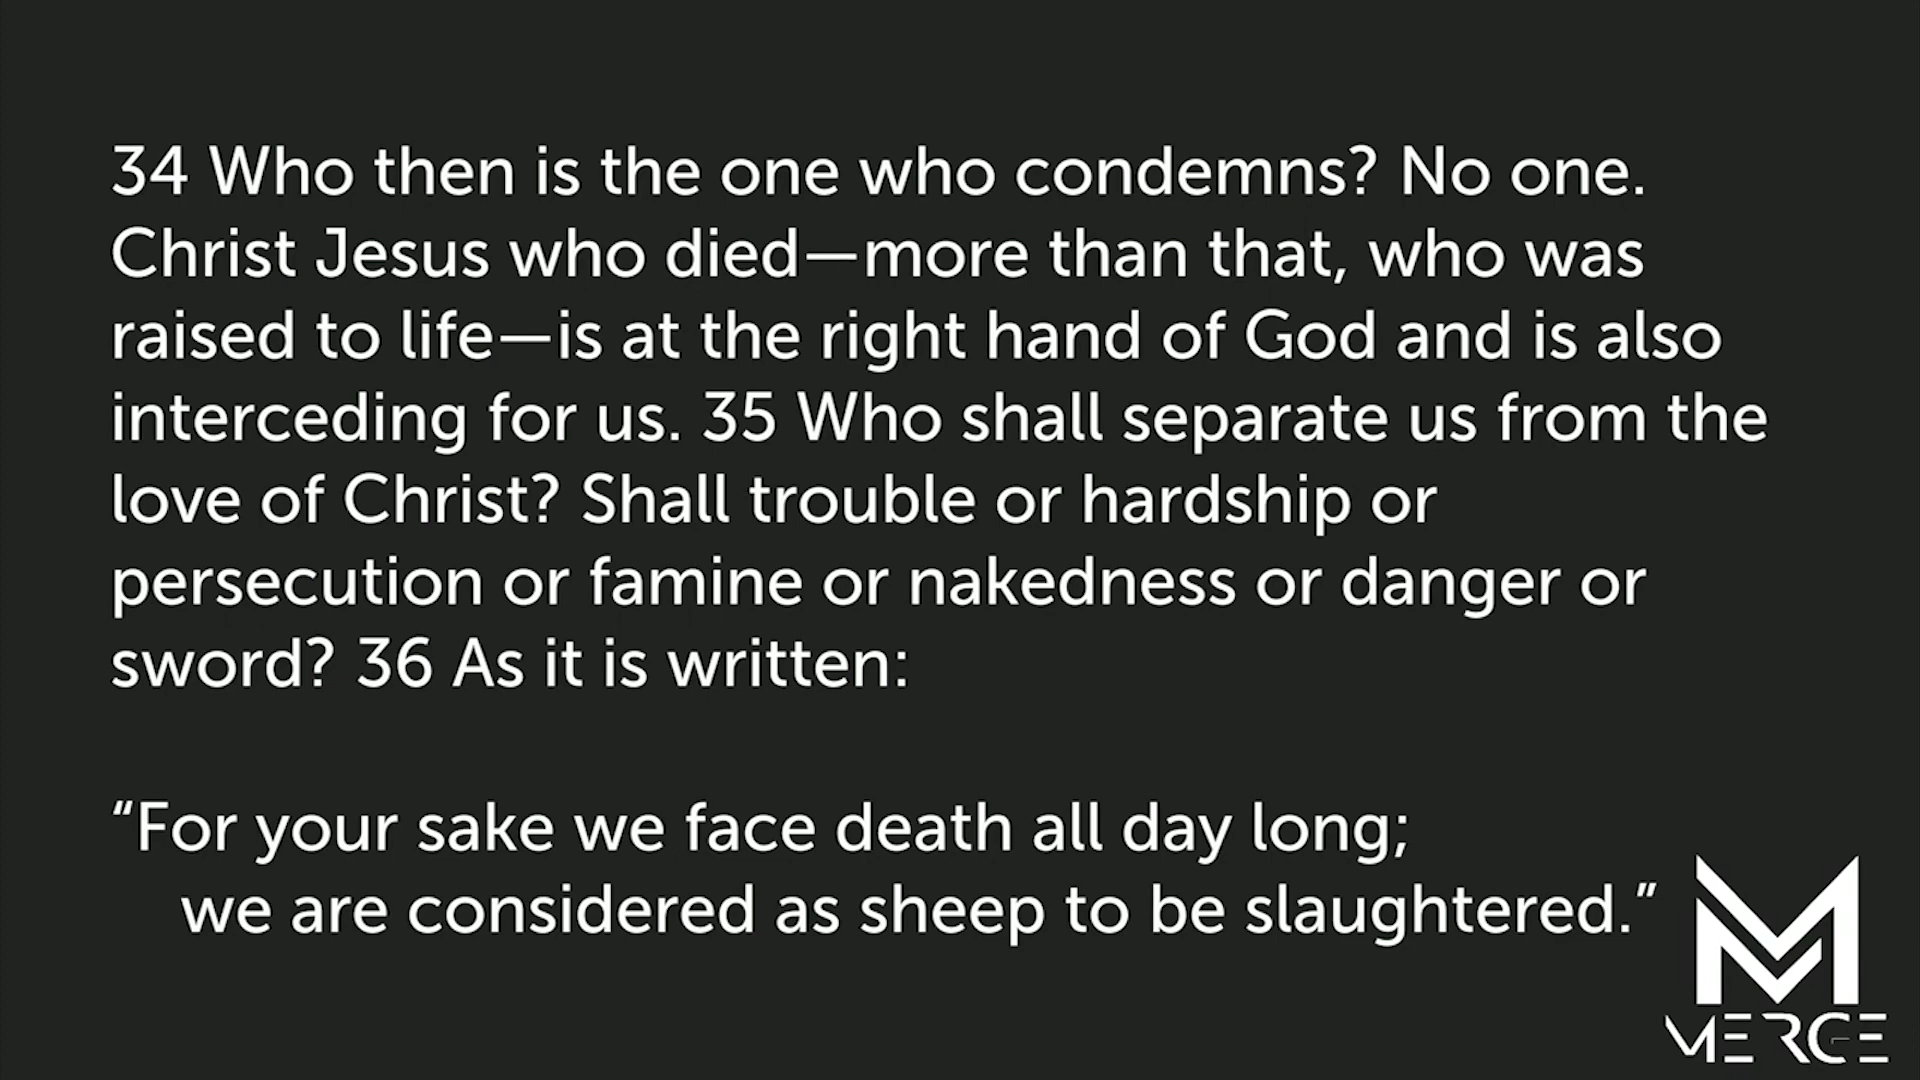 34 Who then is the one who condemns? No one.
Christ Jesus who died—more than that, who was
raised to life—is at the right hand of God and is also
interceding for us. 35 Who shall separate us from the
love of Christ? Shall trouble or hardship or
persecution or famine or nakedness or danger or
sword? 36 As it is written:
“For your sake we face death all day long;
we are considered as sheep to be slaughtered.”
MERGE